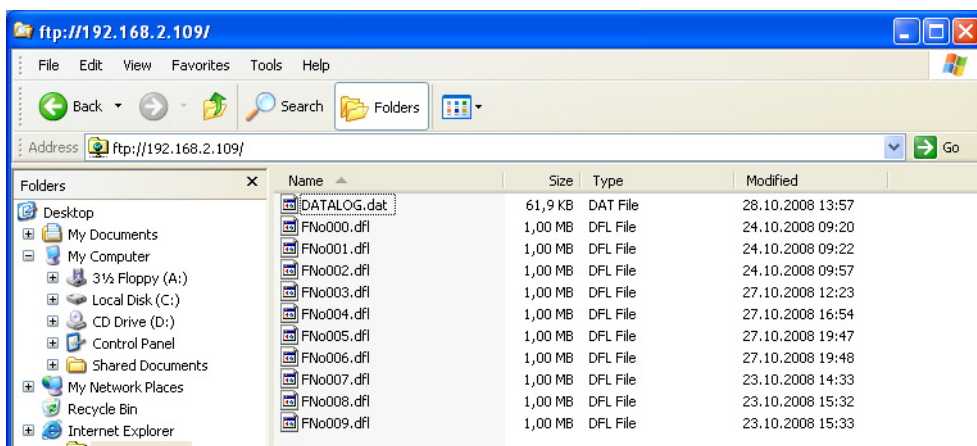 ftp://192.168.2.109/
File Edit View Favorites Tools Help
Back Search Folders
Address ftp://192.168.2.109/ Go
Folders x Name Size Type Modified
Desktop
My Documents
My Computer
3½ Floppy (A:)
Local Disk (C:)
CD Drive (D:)
Control Panel
Shared Documents
My Network Places
Recycle Bin
Internet Explorer
DATALOG.dat 61,9 KB DAT File 28.10.2008 13:57
FNo000.dfl 1,00 MB DFL File 24.10.2008 09:20
FNo001.dfl 1,00 MB DFL File 24.10.2008 09:22
FNo002.dfl 1,00 MB DFL File 24.10.2008 09:57
FNo003.dfl 1,00 MB DFL File 27.10.2008 12:23
FNo004.dfl 1,00 MB DFL File 27.10.2008 16:54
FNo005.dfl 1,00 MB DFL File 27.10.2008 19:47
FNo006.dfl 1,00 MB DFL File 27.10.2008 19:48
FNo007.dfl 1,00 MB DFL File 23.10.2008 14:33
FNo008.dfl 1,00 MB DFL File 23.10.2008 15:32
FNo009.dfl 1,00 MB DFL File 23.10.2008 15:33